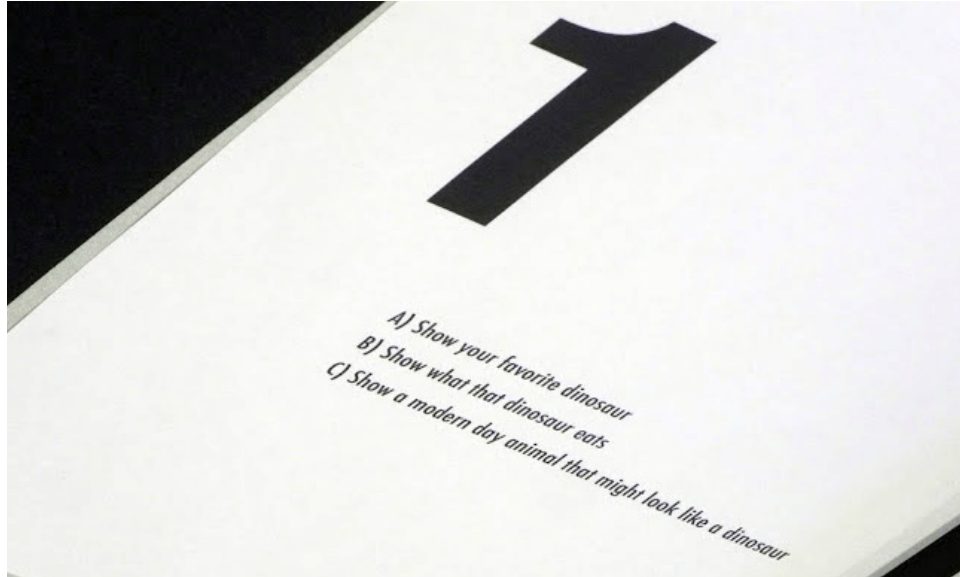 1
A) Show your favorite dinosaur
B) Show what that dinosaur eats
C) Show a modern day animal that might look like a dinosaur